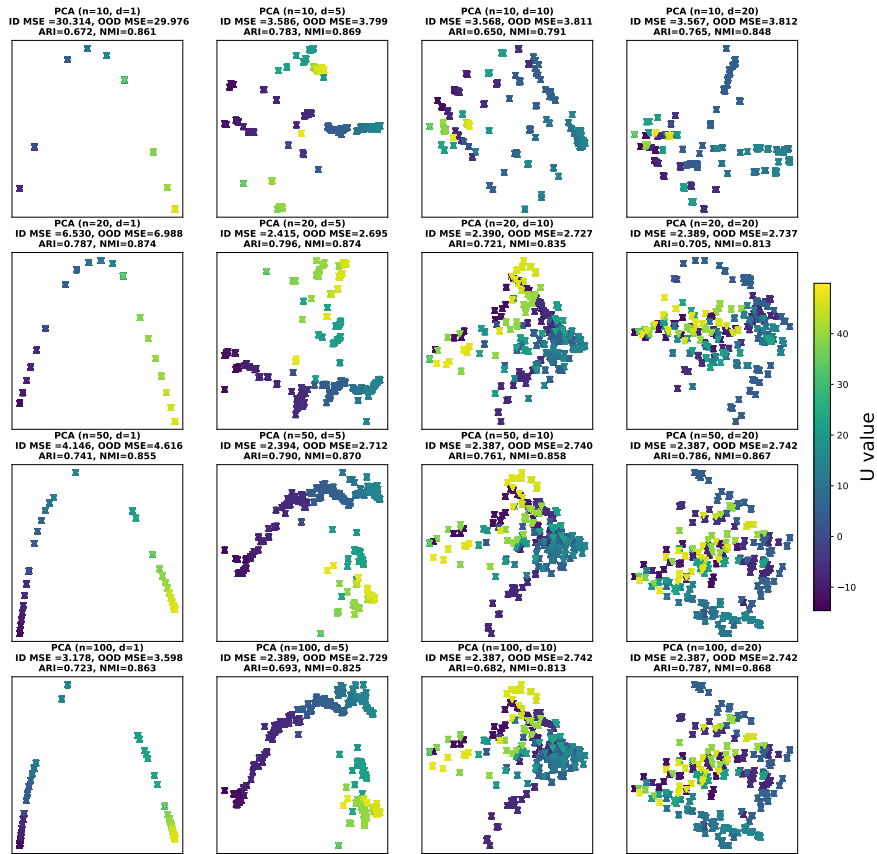 PCA (n=10, d=1)
ID MSE =30.314, OOD MSE=29.976
ARI=0.672, NMI=0.861
PCA (n=10, d=5)
ID MSE =3.586, OOD MSE=3.799
ARI=0.783, NMI=0.869
PCA (n=10, d=10)
ID MSE =3.568, OOD MSE=3.811
ARI=0.650, NMI=0.791
PCA (n=10, d=20)
ID MSE =3.567, OOD MSE=3.812
ARI=0.765, NMI=0.848
PCA (n=20, d=1)
ID MSE =6.530, OOD MSE=6.988
ARI=0.787, NMI=0.874
PCA (n=20, d=5)
ID MSE =2.415, OOD MSE=2.695
ARI=0.796, NMI=0.874
PCA (n=20, d=10)
ID MSE =2.390, OOD MSE=2.727
ARI=0.721, NMI=0.835
PCA (n=20, d=20)
ID MSE =2.389, OOD MSE=2.737
ARI=0.705, NMI=0.813
PCA (n=50, d=1)
ID MSE =4.146, OOD MSE=4.616
ARI=0.741, NMI=0.855
PCA (n=50, d=5)
ID MSE =2.394, OOD MSE=2.712
ARI=0.790, NMI=0.870
PCA (n=50, d=10)
ID MSE =2.387, OOD MSE=2.740
ARI=0.761, NMI=0.858
PCA (n=50, d=20)
ID MSE =2.387, OOD MSE=2.742
ARI=0.786, NMI=0.867
PCA (n=100, d=1)
ID MSE =3.178, OOD MSE=3.598
ARI=0.723, NMI=0.863
PCA (n=100, d=5)
ID MSE =2.389, OOD MSE=2.729
ARI=0.693, NMI=0.825
PCA (n=100, d=10)
ID MSE =2.387, OOD MSE=2.742
ARI=0.682, NMI=0.813
PCA (n=100, d=20)
ID MSE =2.387, OOD MSE=2.742
ARI=0.787, NMI=0.868
40
30
20
10
0
−10
U value